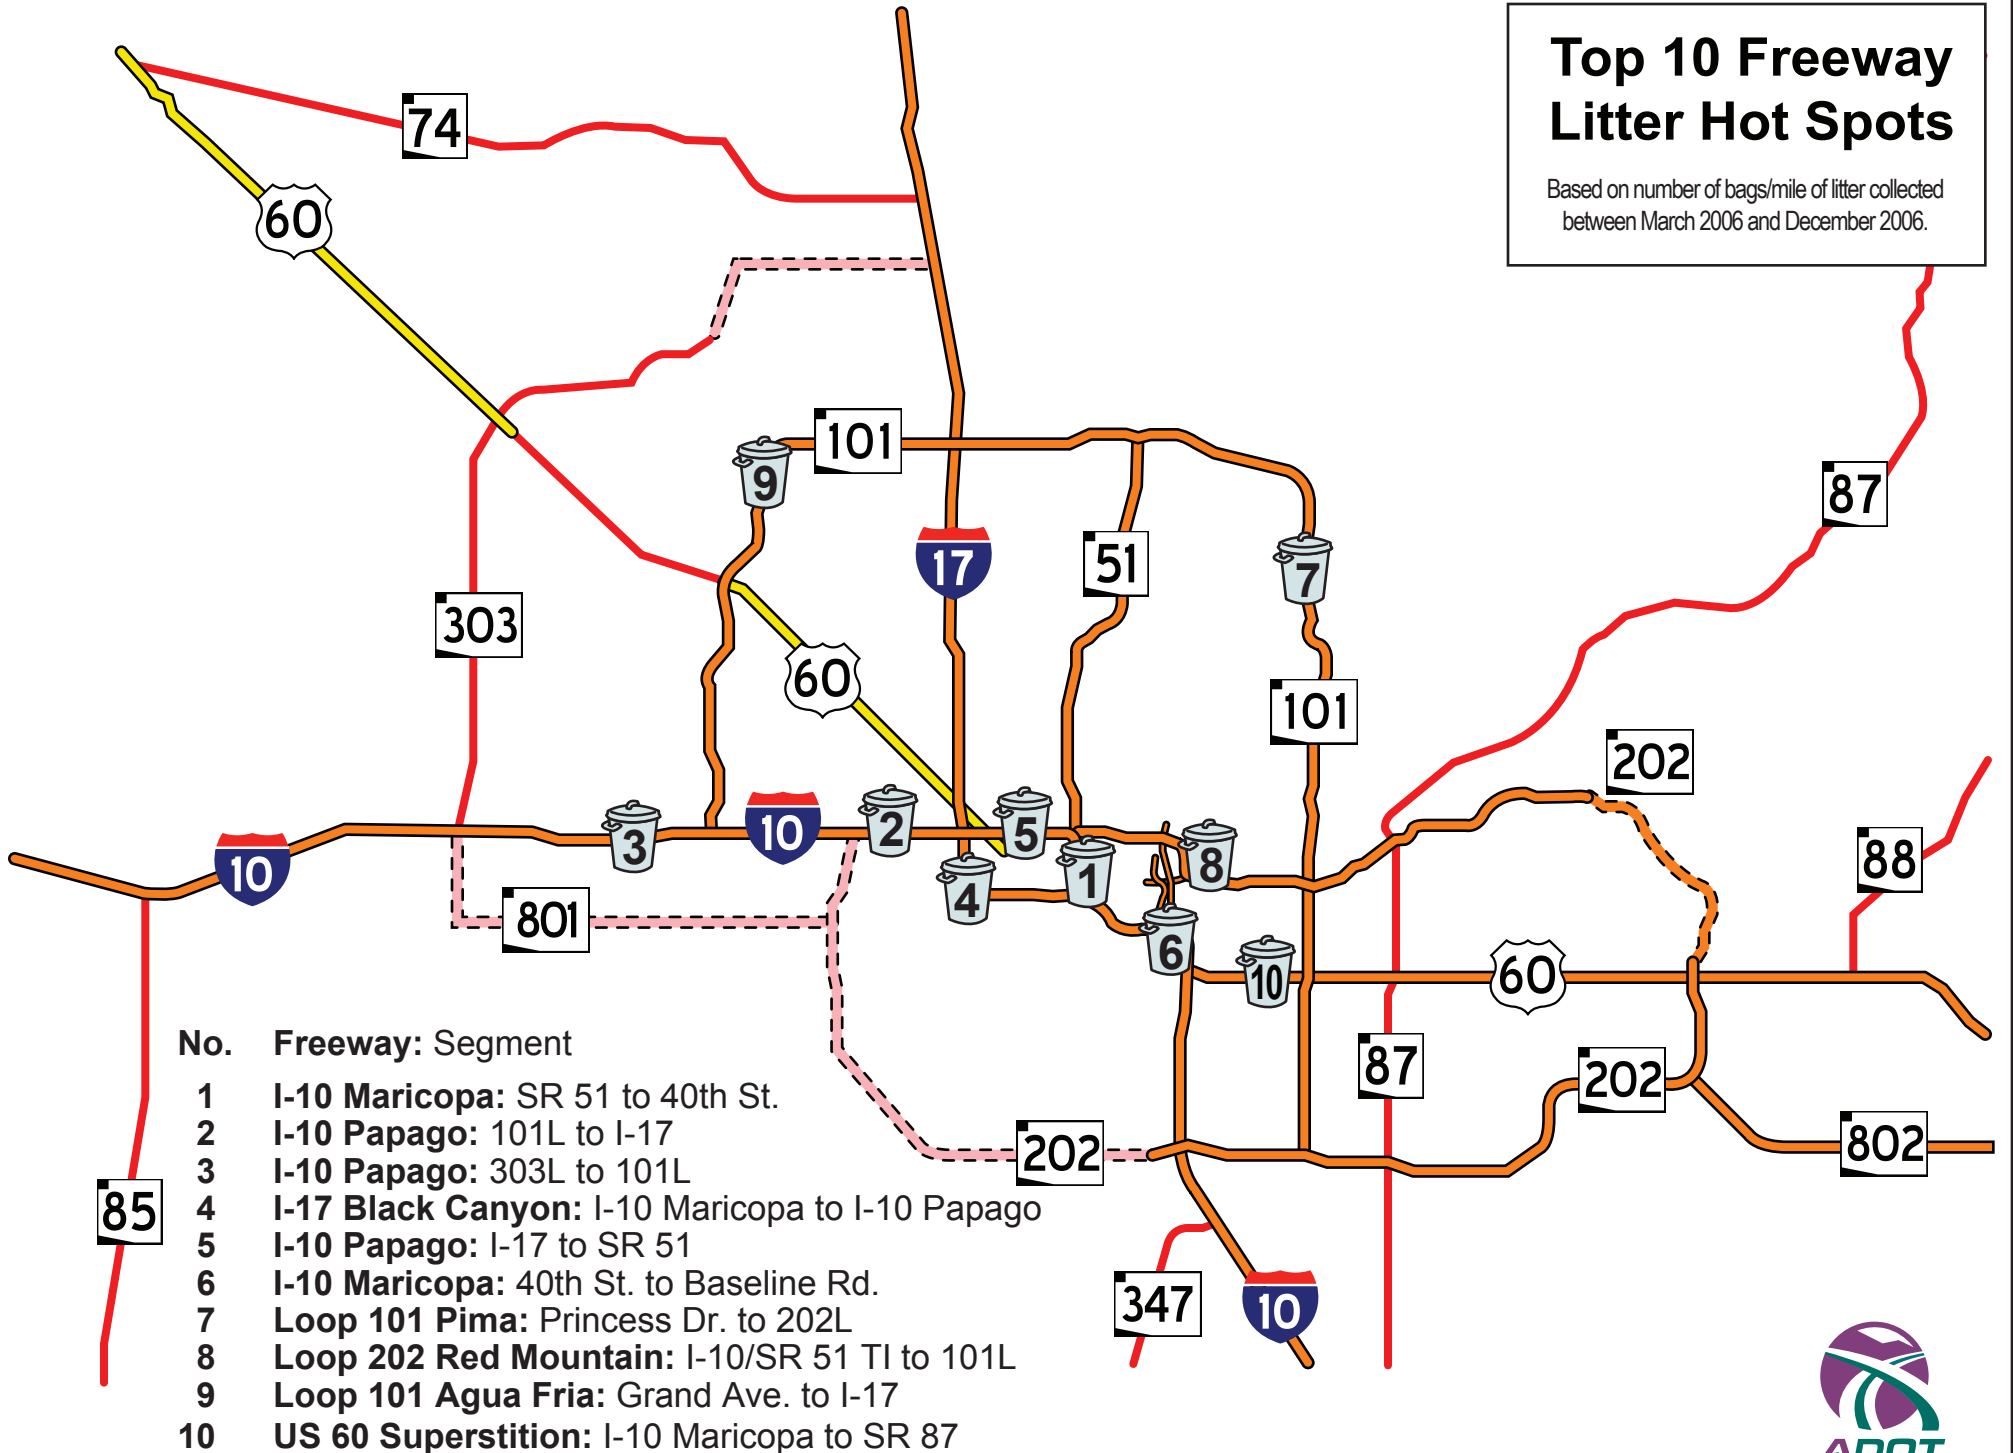 Top 10 Freeway
Litter Hot Spots
Based on number of bags/mile of litter collected
between March 2006 and December 2006.
74
60
101
9
87
17
51
7
303
60
101
202
2
5
10
3
8
88
10
1
4
801
6
10
60
87
202
802
202
85
347
10
No. Freeway: Segment
1 I-10 Maricopa: SR 51 to 40th St.
2 I-10 Papago: 101L to I-17
3 I-10 Papago: 303L to 101L
4 I-17 Black Canyon: I-10 Maricopa to I-10 Papago
5 I-10 Papago: I-17 to SR 51
6 I-10 Maricopa: 40th St. to Baseline Rd.
7 Loop 101 Pima: Princess Dr. to 202L
8 Loop 202 Red Mountain: I-10/SR 51 TI to 101L
9 Loop 101 Agua Fria: Grand Ave. to I-17
10 US 60 Superstition: I-10 Maricopa to SR 87
ADOT